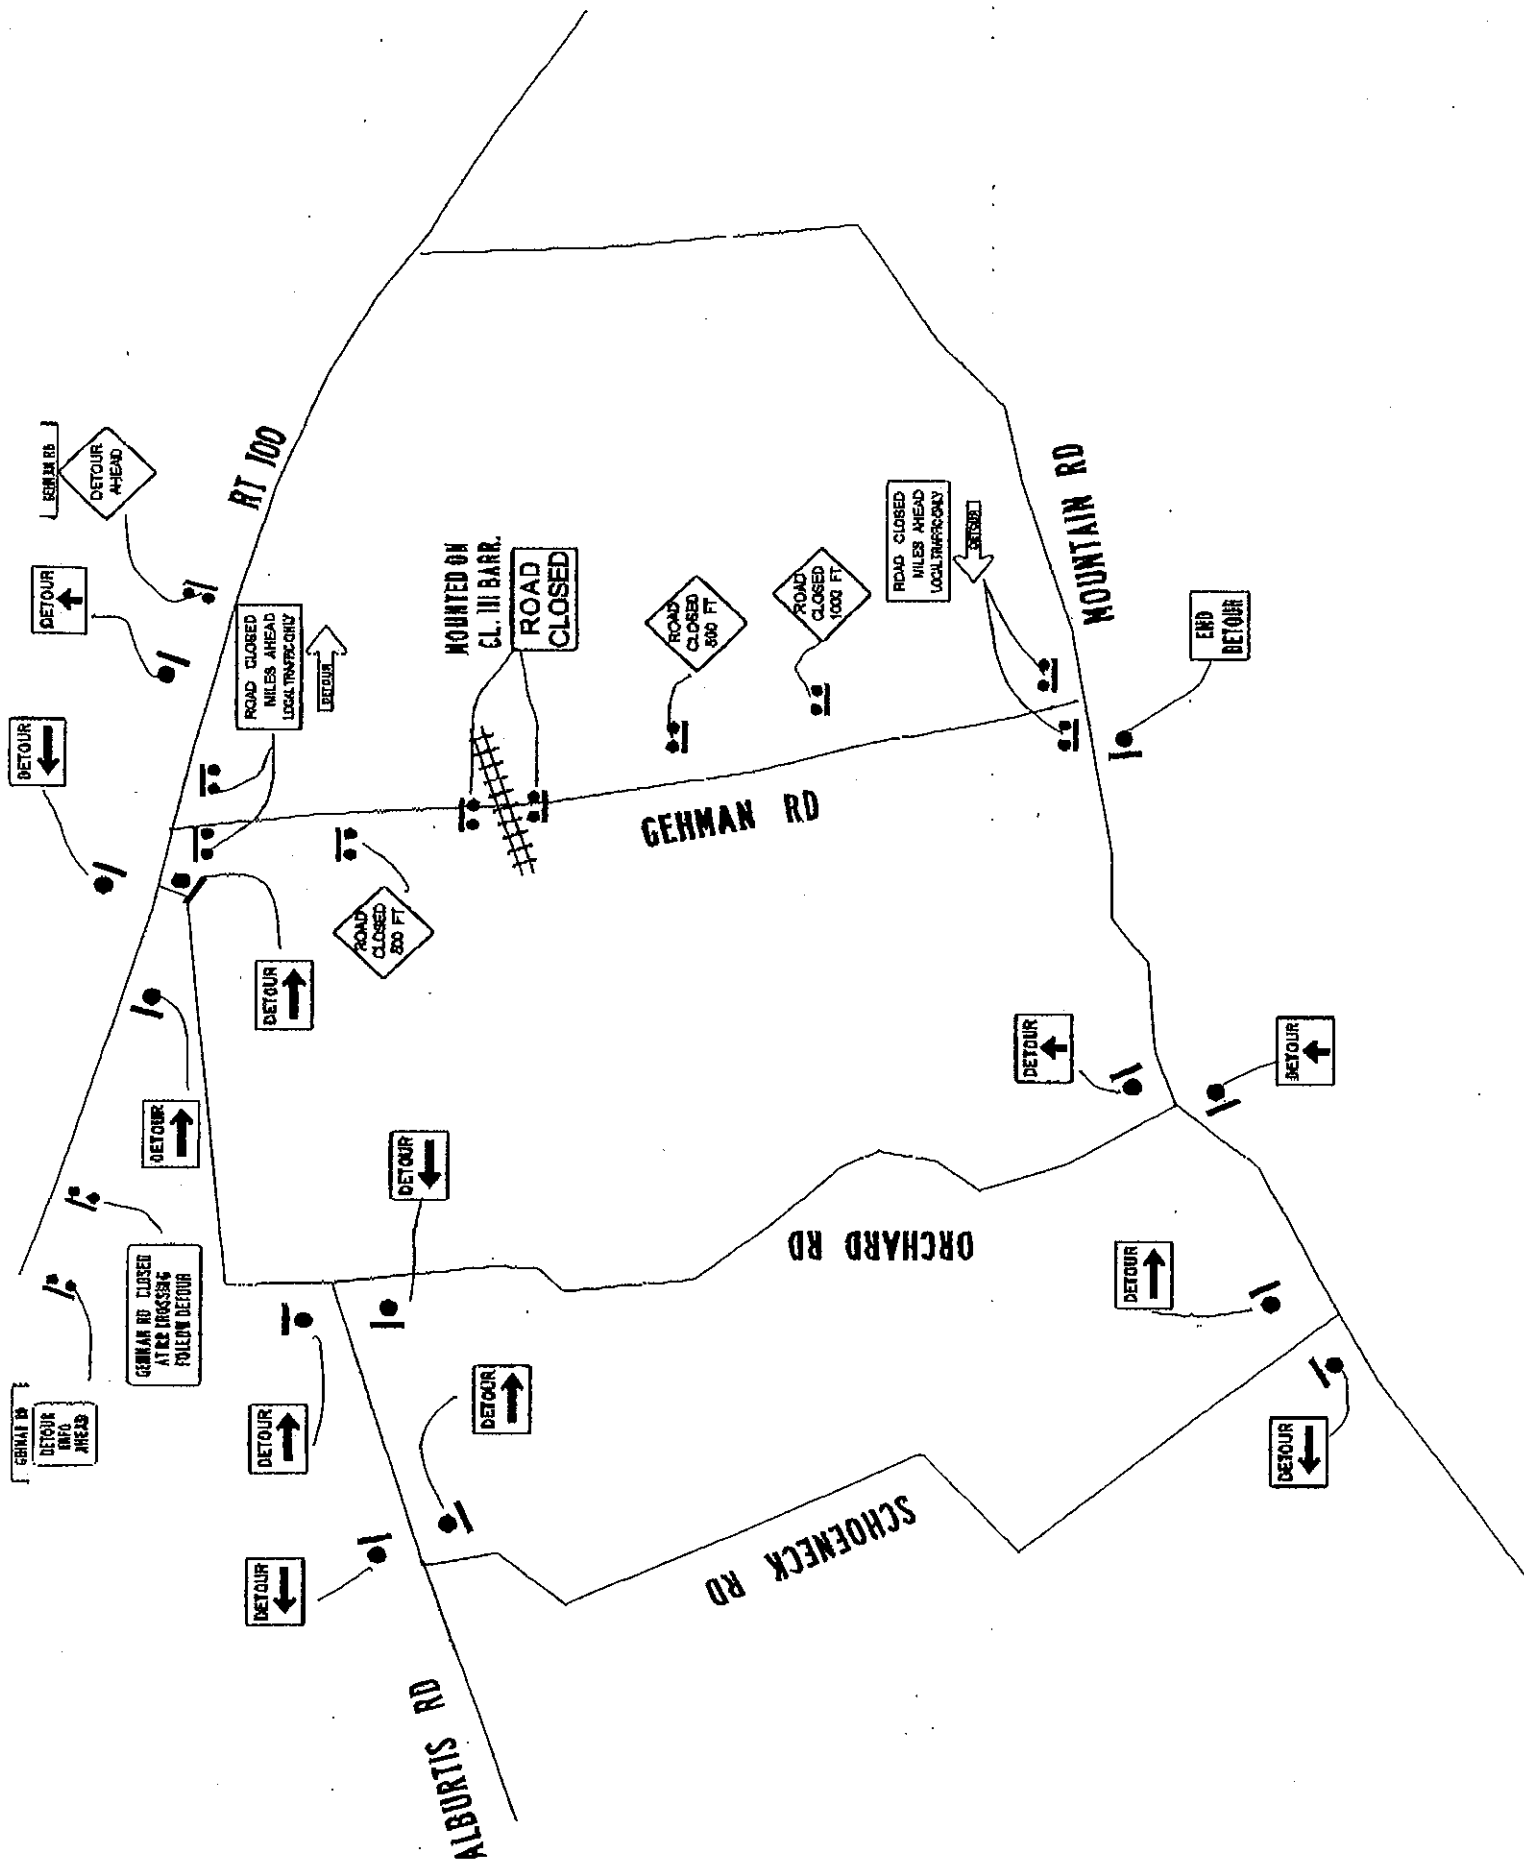 GEHMAN RD
DETOUR
AHEAD
DETOUR
RT 100
DETOUR
ROAD CLOSED
MILES AHEAD
LOCAL TRAFFIC ONLY
DETOUR
MOUNTED ON
CL. III BARR.
ROAD
CLOSED
ROAD
CLOSED
500 FT
ROAD
CLOSED
1000 FT
ROAD CLOSED
MILES AHEAD
LOCAL TRAFFIC ONLY
DETOUR
MOUNTAIN RD
END
DETOUR
GEHMAN RD
ROAD
CLOSED
500 FT
DETOUR
DETOUR
DETOUR
DETOUR
DETOUR
ORCHARD RD
DETOUR
GEHMAN RD CLOSED
AT RR CROSSING
FOLLOW DETOUR
GEHMAN RD
DETOUR
INFO
AHEAD
DETOUR
DETOUR
DETOUR
DETOUR
SCHOENECK RD
ALBURTIS RD